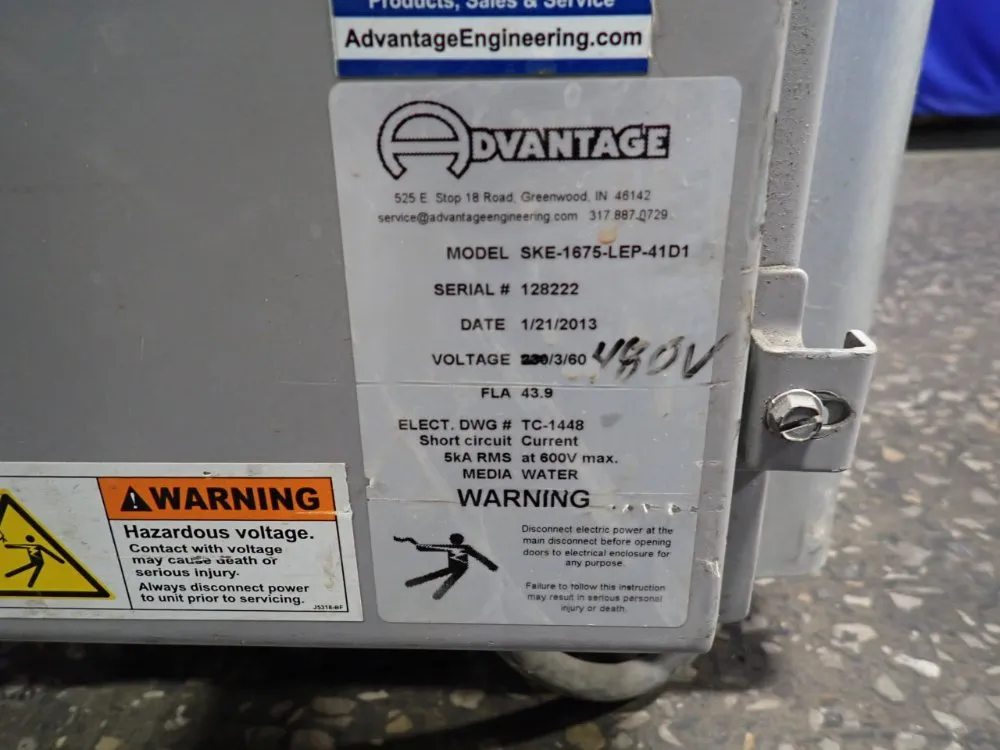 Products, Sales & Service
AdvantageEngineering.com
ADVANTAGE
525 E. Stop 18 Road, Greenwood, IN 46142
service@advantageengineering.com 317.887.0729
MODEL SKE-1675-LEP-41D1
SERIAL # 128222
DATE 1/21/2013
VOLTAGE 230/3/60 480V
FLA 43.9
ELECT. DWG # TC-1448
Short circuit Current
5kA RMS at 600V max.
MEDIA WATER
WARNING
Disconnect electric power at the
main disconnect before opening
doors to electrical enclosure for
any purpose.
Failure to follow this instruction
may result in serious personal
injury or death.
WARNING
Hazardous voltage.
Contact with voltage
may cause death or
serious injury.
Always disconnect power
to unit prior to servicing.
J5318-BF